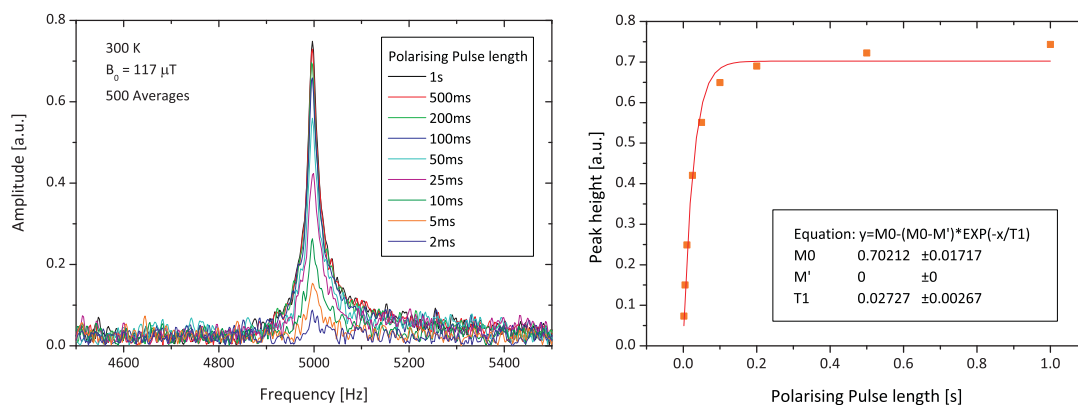 300 K
B0 = 117 μT
500 Averages
Polarising Pulse length
1s
500ms
200ms
100ms
50ms
25ms
10ms
5ms
2ms
Amplitude [a.u.]
0.8
0.6
0.4
0.2
0.0
4600
4800
5000
5200
5400
Frequency [Hz]
Peak height [a.u.]
0.8
0.7
0.6
0.5
0.4
0.3
0.2
0.1
0.0
Equation: y=M0-(M0-M')*EXP(-x/T1)
M0 0.70212 ±0.01717
M' 0 ±0
T1 0.02727 ±0.00267
0.0
0.2
0.4
0.6
0.8
1.0
Polarising Pulse length [s]